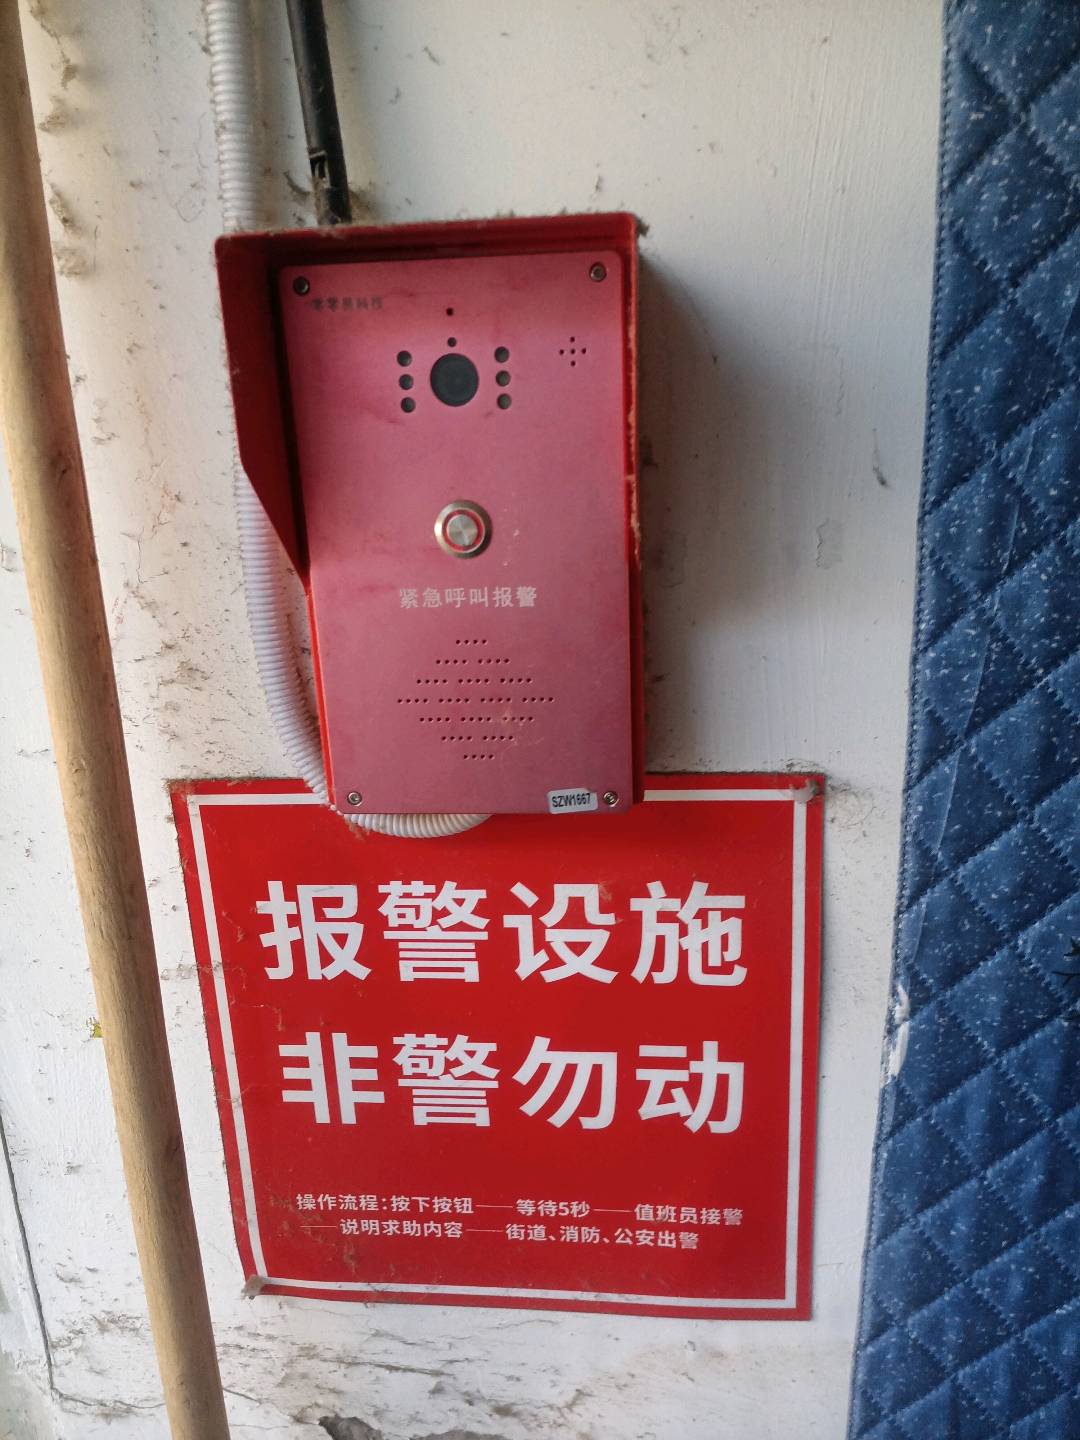 紧急呼叫报警
SZW1667
报警设施
非警勿动
操作流程：按下按钮——等待5秒——值班员接警
——说明求助内容——街道、消防、公安出警